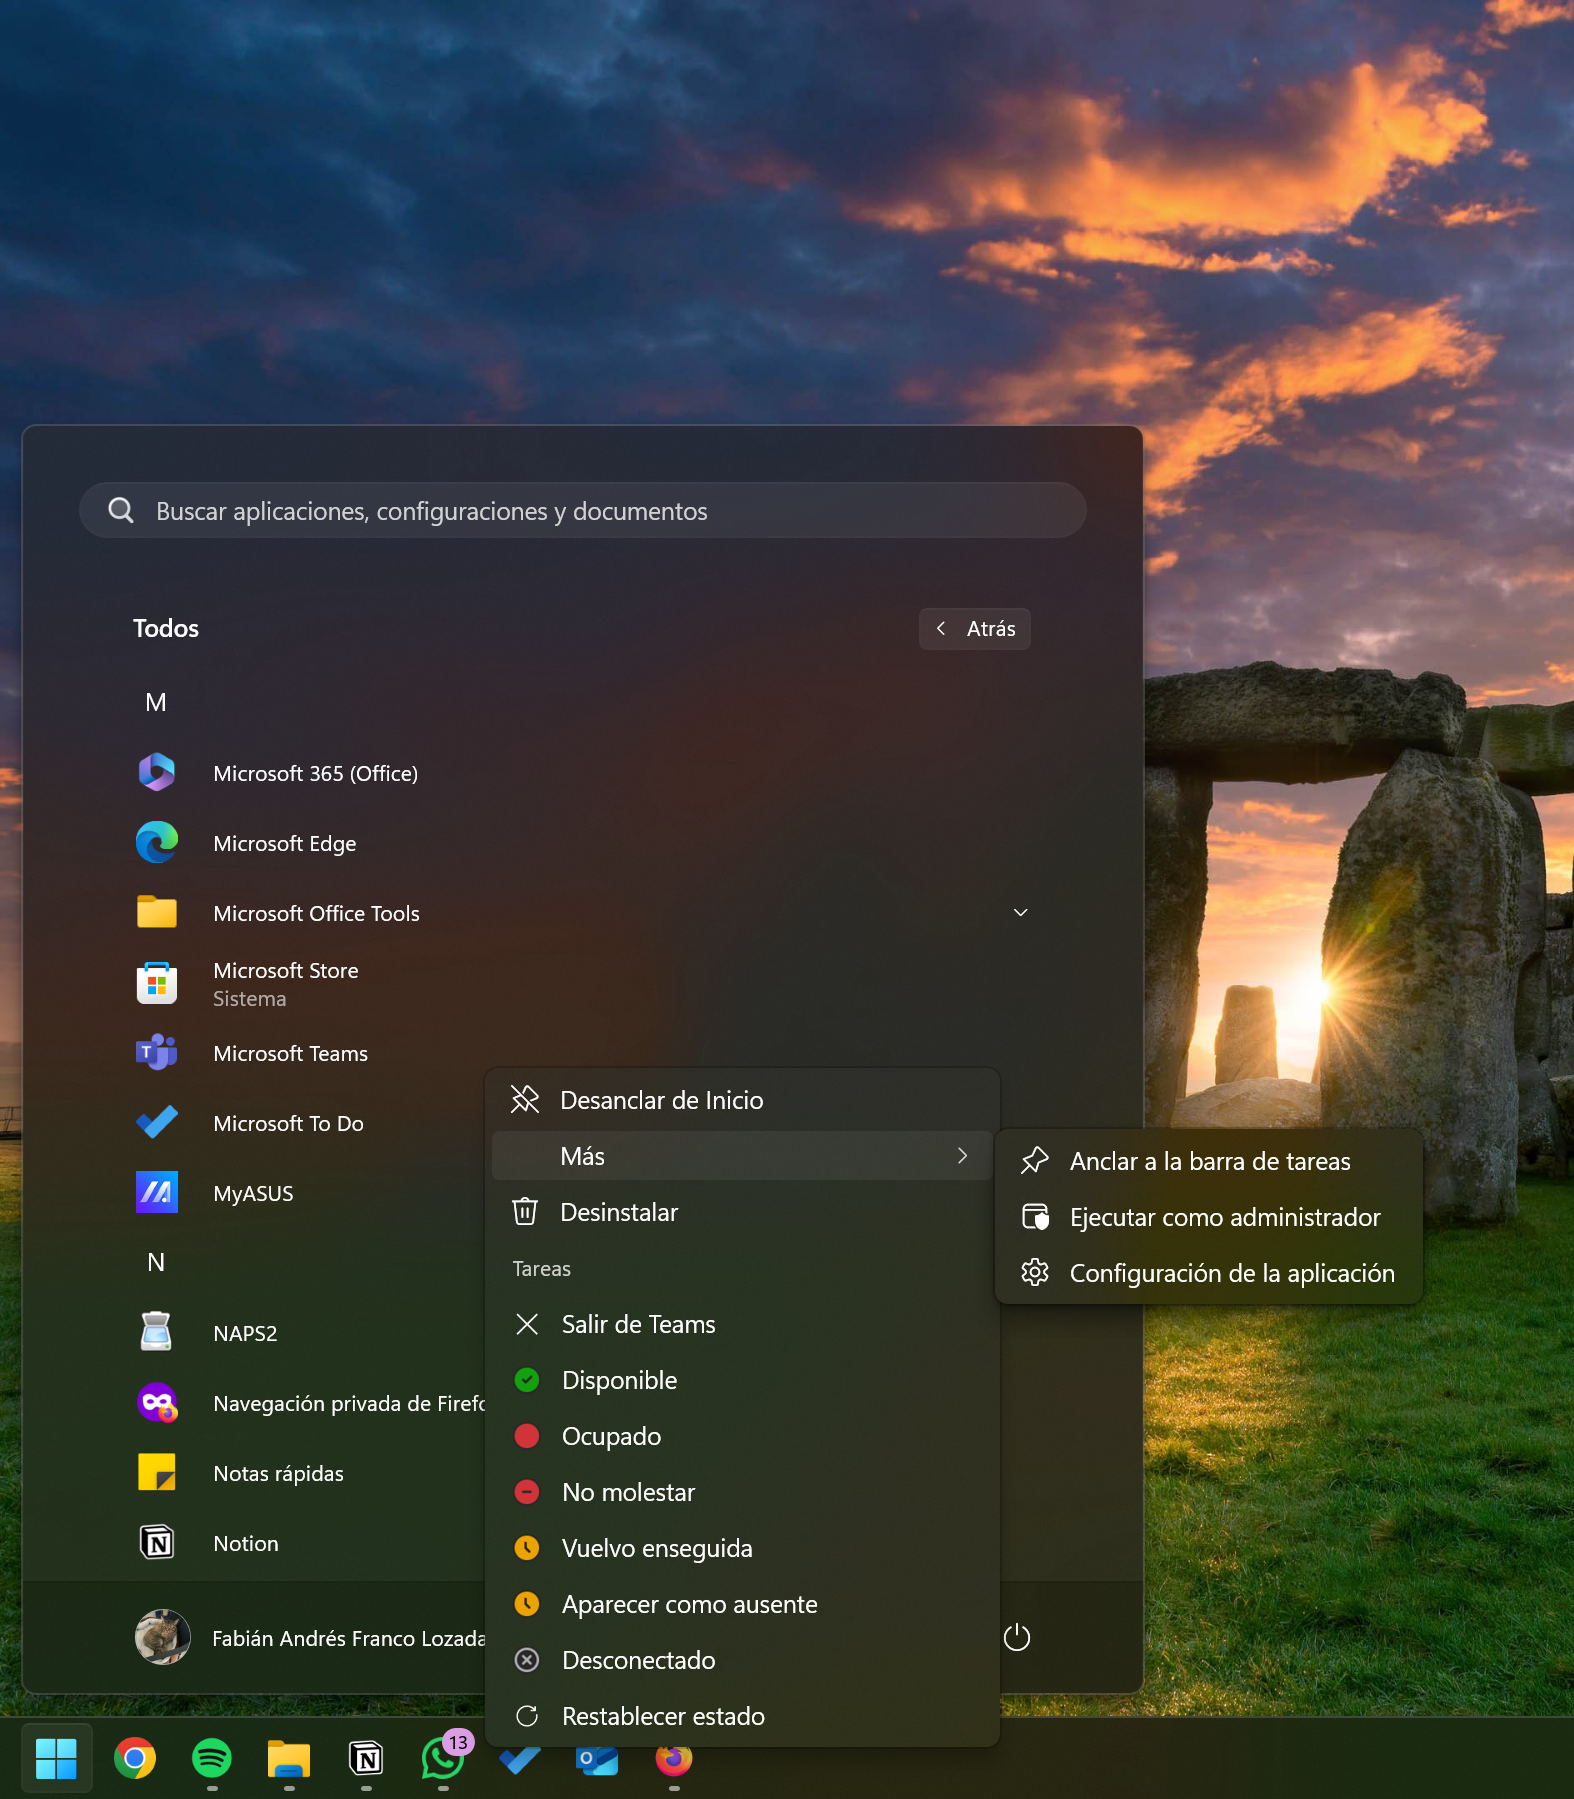 Buscar aplicaciones, configuraciones y documentos
Todos
Atrás
M
Microsoft 365 (Office)
Microsoft Edge
Microsoft Office Tools
Microsoft Store
Sistema
Microsoft Teams
Microsoft To Do
MyASUS
N
NAPS2
Navegación privada de Firefo
Notas rápidas
Notion
Fabián Andrés Franco Lozada
Desanclar de Inicio
Más
Desinstalar
Tareas
Salir de Teams
Disponible
Ocupado
No molestar
Vuelvo enseguida
Aparecer como ausente
Desconectado
Restablecer estado
Anclar a la barra de tareas
Ejecutar como administrador
Configuración de la aplicación
13